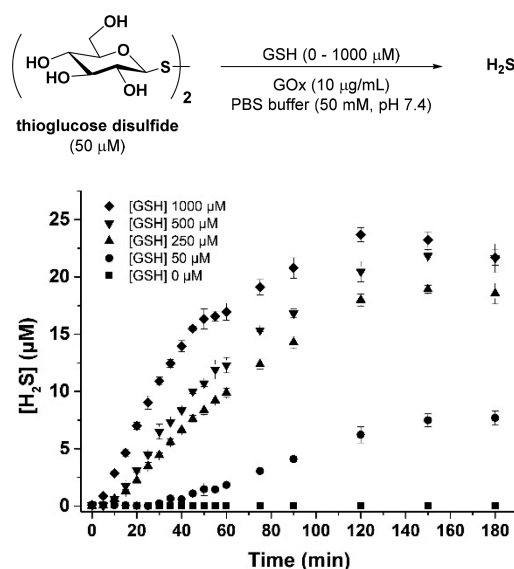 HO
O
HO
HO
OH
S
2
thioglucose disulfide
(50 μM)
GSH (0 - 1000 μM)
GOx (10 μg/mL)
PBS buffer (50 mM, pH 7.4)
H₂S
[GSH] 1000 μM
[GSH] 500 μM
[GSH] 250 μM
[GSH] 50 μM
[GSH] 0 μM
[H₂S] (μM)
25
20
15
10
5
0
0 20 40 60 80 100 120 140 160 180
Time (min)